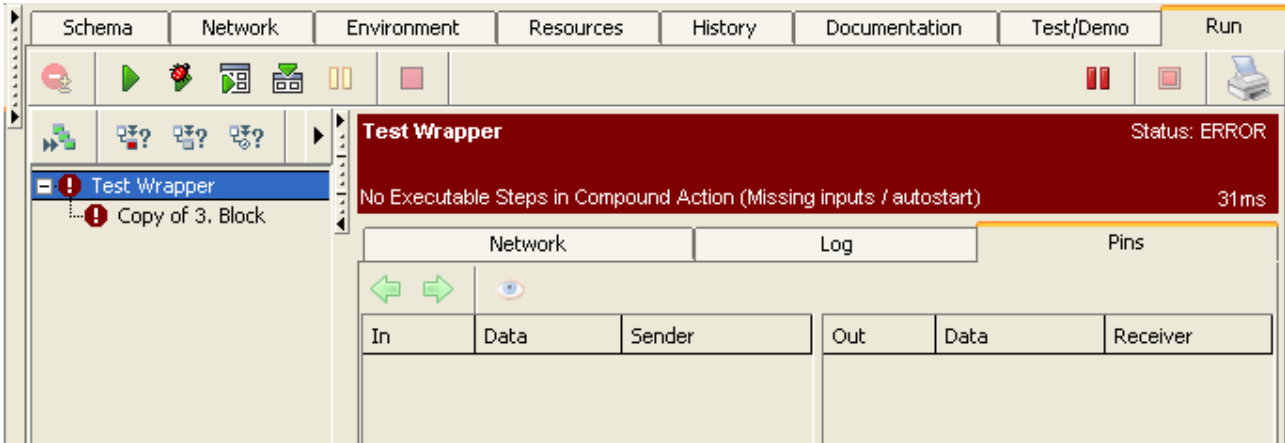 Schema Network Environment Resources History Documentation Test/Demo Run
? ? ?
Test Wrapper
Copy of 3. Block
Test Wrapper Status: ERROR
No Executable Steps in Compound Action (Missing inputs / autostart) 31ms
Network Log Pins
In Data Sender Out Data Receiver